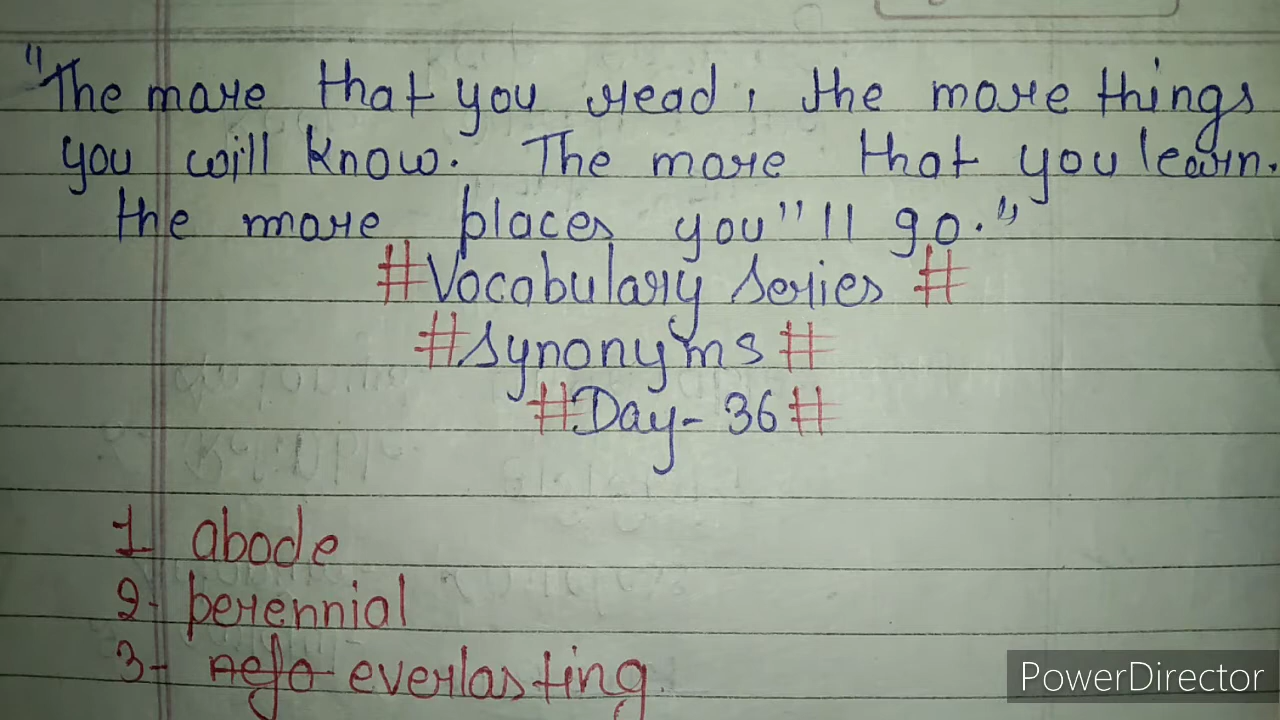 "The more that you read, the more things
you will know. The more that you learn.
the more places you"ll go."
#Vocabulary Series #
#Synonyms #
#Day- 36 #
1 abode
2- perennial
3- everlasting
PowerDirector